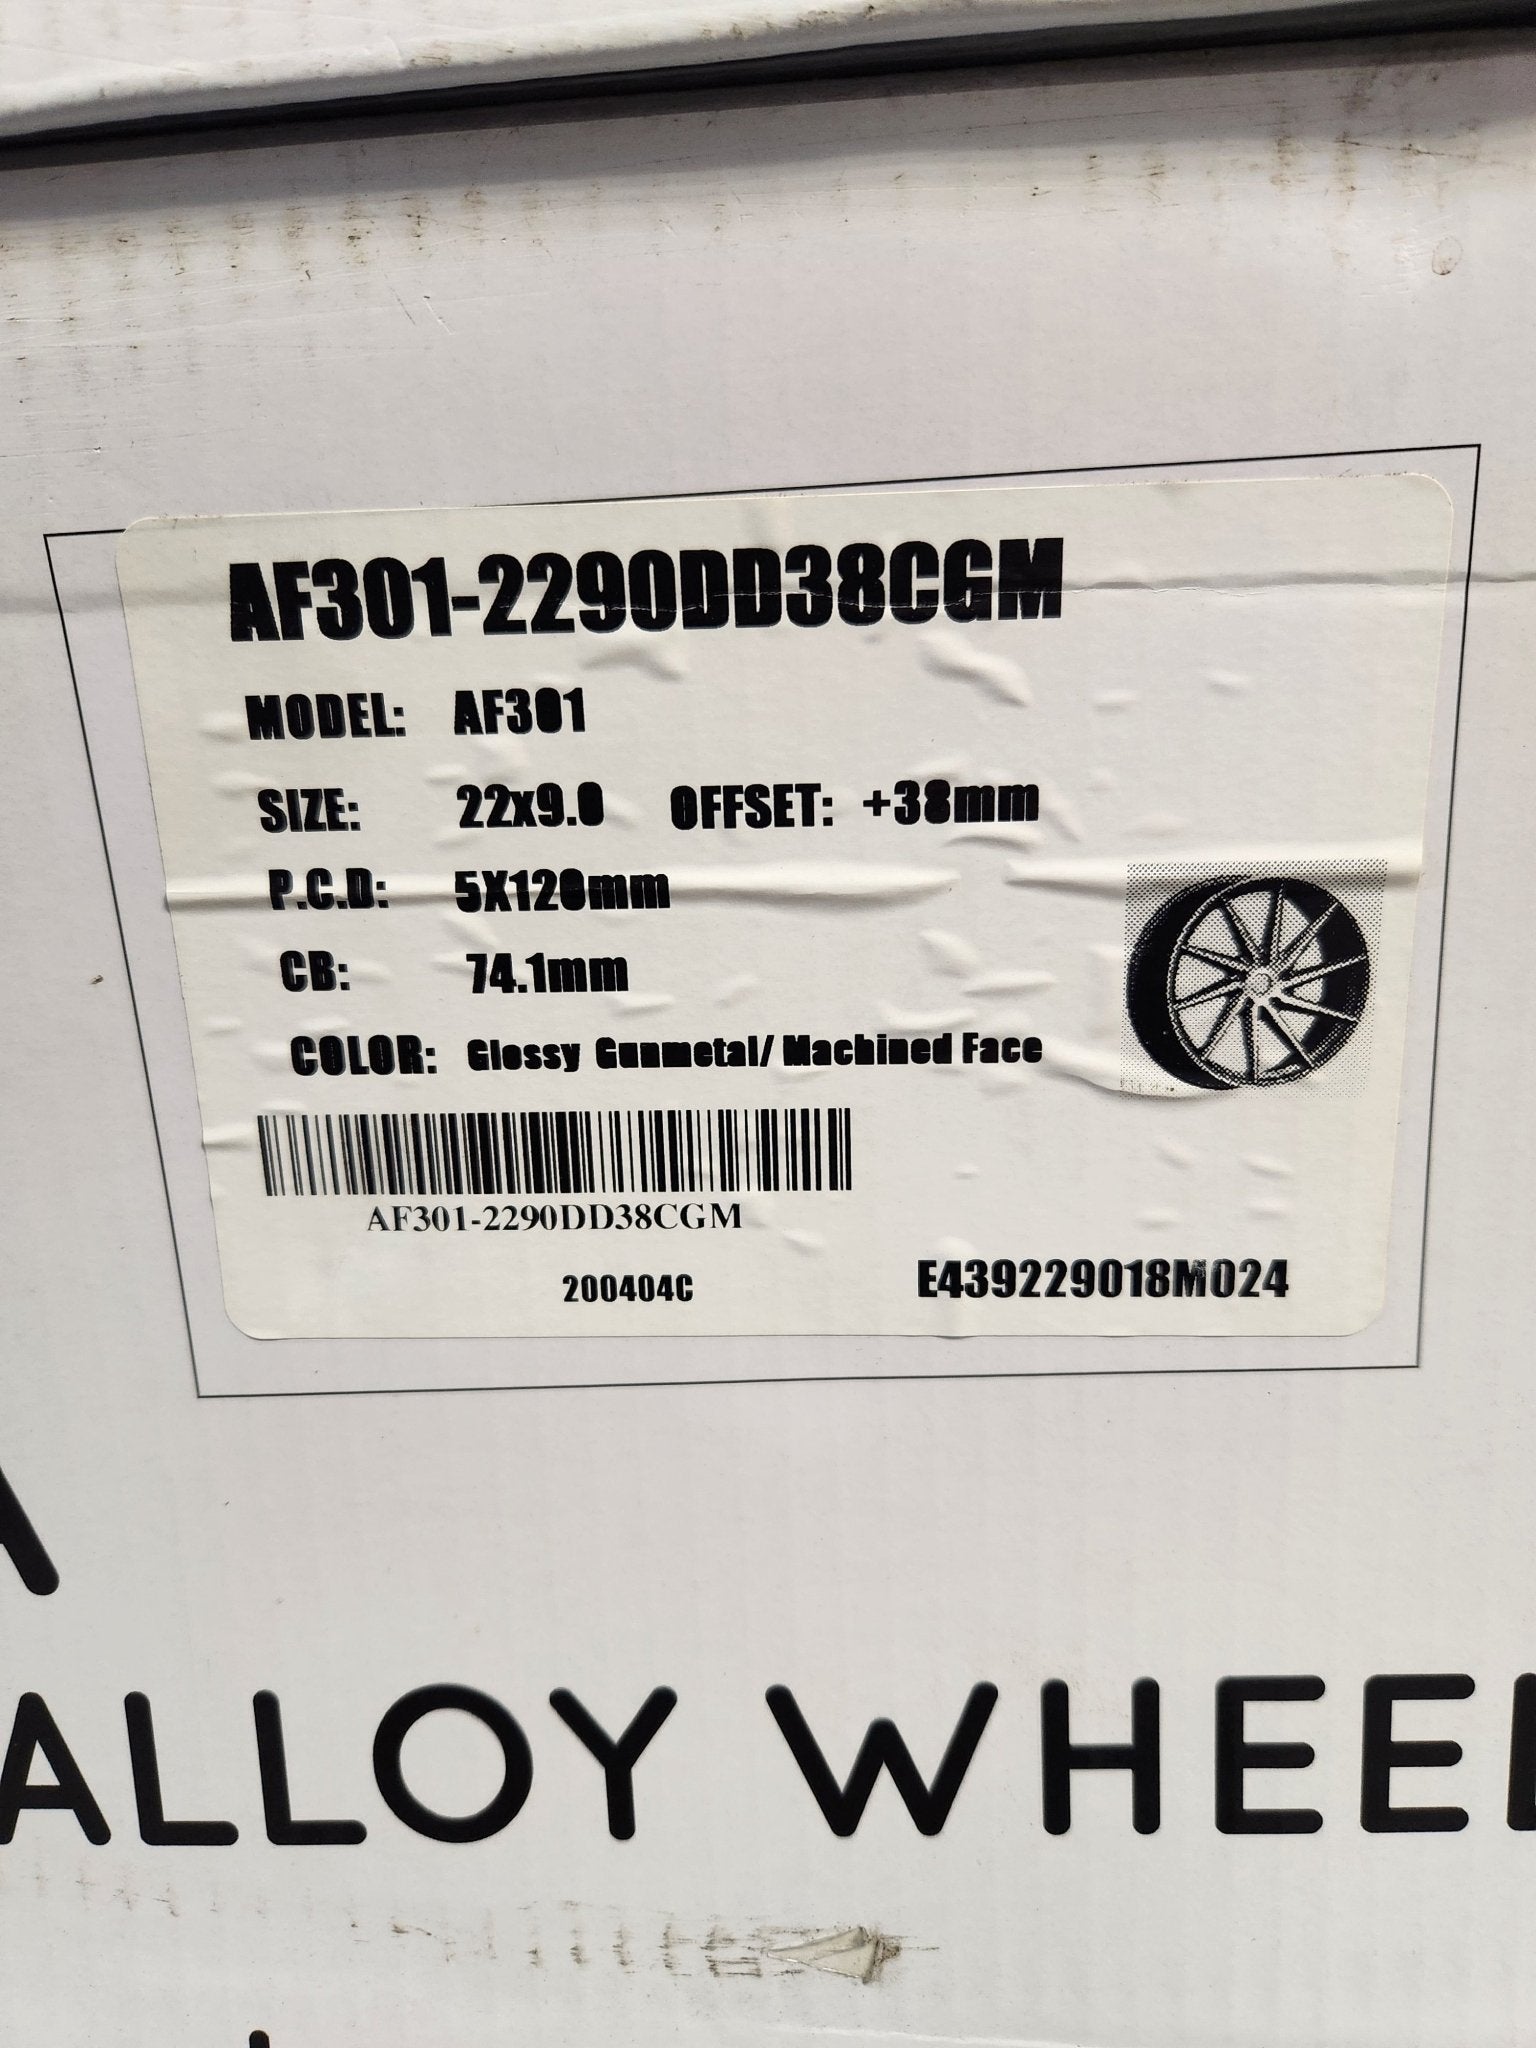 AF301-2290DD38CGM
MODEL: AF301
SIZE: 22x9.0 OFFSET: +38mm
P.C.D: 5X120mm
CB: 74.1mm
COLOR: Glossy Gunmetal/ Machined Face
AF301-2290DD38CGM
200404C E439229018M024
ALLOY WHEEL